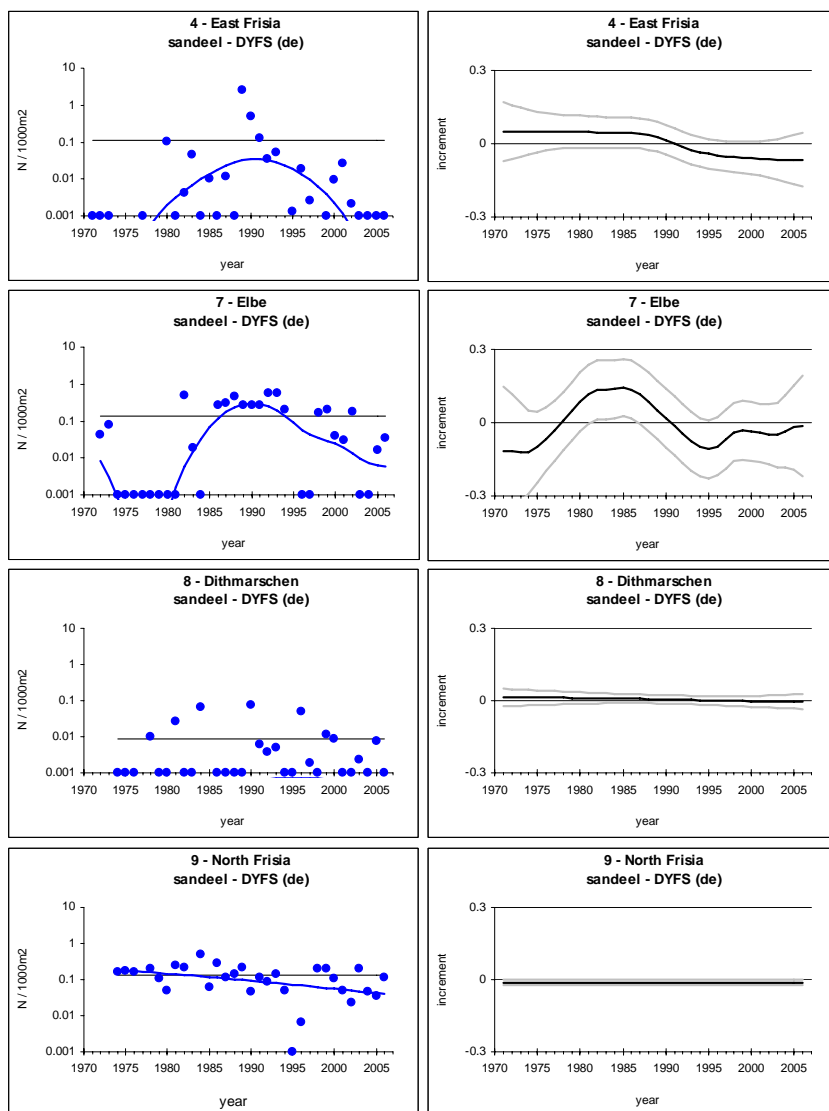 4 - East Frisia
sandeel - DYFS (de)
10
1
0.1
0.01
0.001
N / 1000m2
1970 1975 1980 1985 1990 1995 2000 2005
year
4 - East Frisia
sandeel - DYFS (de)
0.3
0
-0.3
increment
1970 1975 1980 1985 1990 1995 2000 2005
year
7 - Elbe
sandeel - DYFS (de)
10
1
0.1
0.01
0.001
N / 1000m2
1970 1975 1980 1985 1990 1995 2000 2005
year
7 - Elbe
sandeel - DYFS (de)
0.3
0
-0.3
increment
1970 1975 1980 1985 1990 1995 2000 2005
year
8 - Dithmarschen
sandeel - DYFS (de)
10
1
0.1
0.01
0.001
N / 1000m2
1970 1975 1980 1985 1990 1995 2000 2005
year
8 - Dithmarschen
sandeel - DYFS (de)
0.3
0
-0.3
increment
1970 1975 1980 1985 1990 1995 2000 2005
year
9 - North Frisia
sandeel - DYFS (de)
10
1
0.1
0.01
0.001
N / 1000m2
1970 1975 1980 1985 1990 1995 2000 2005
year
9 - North Frisia
sandeel - DYFS (de)
0.3
0
-0.3
increment
1970 1975 1980 1985 1990 1995 2000 2005
year